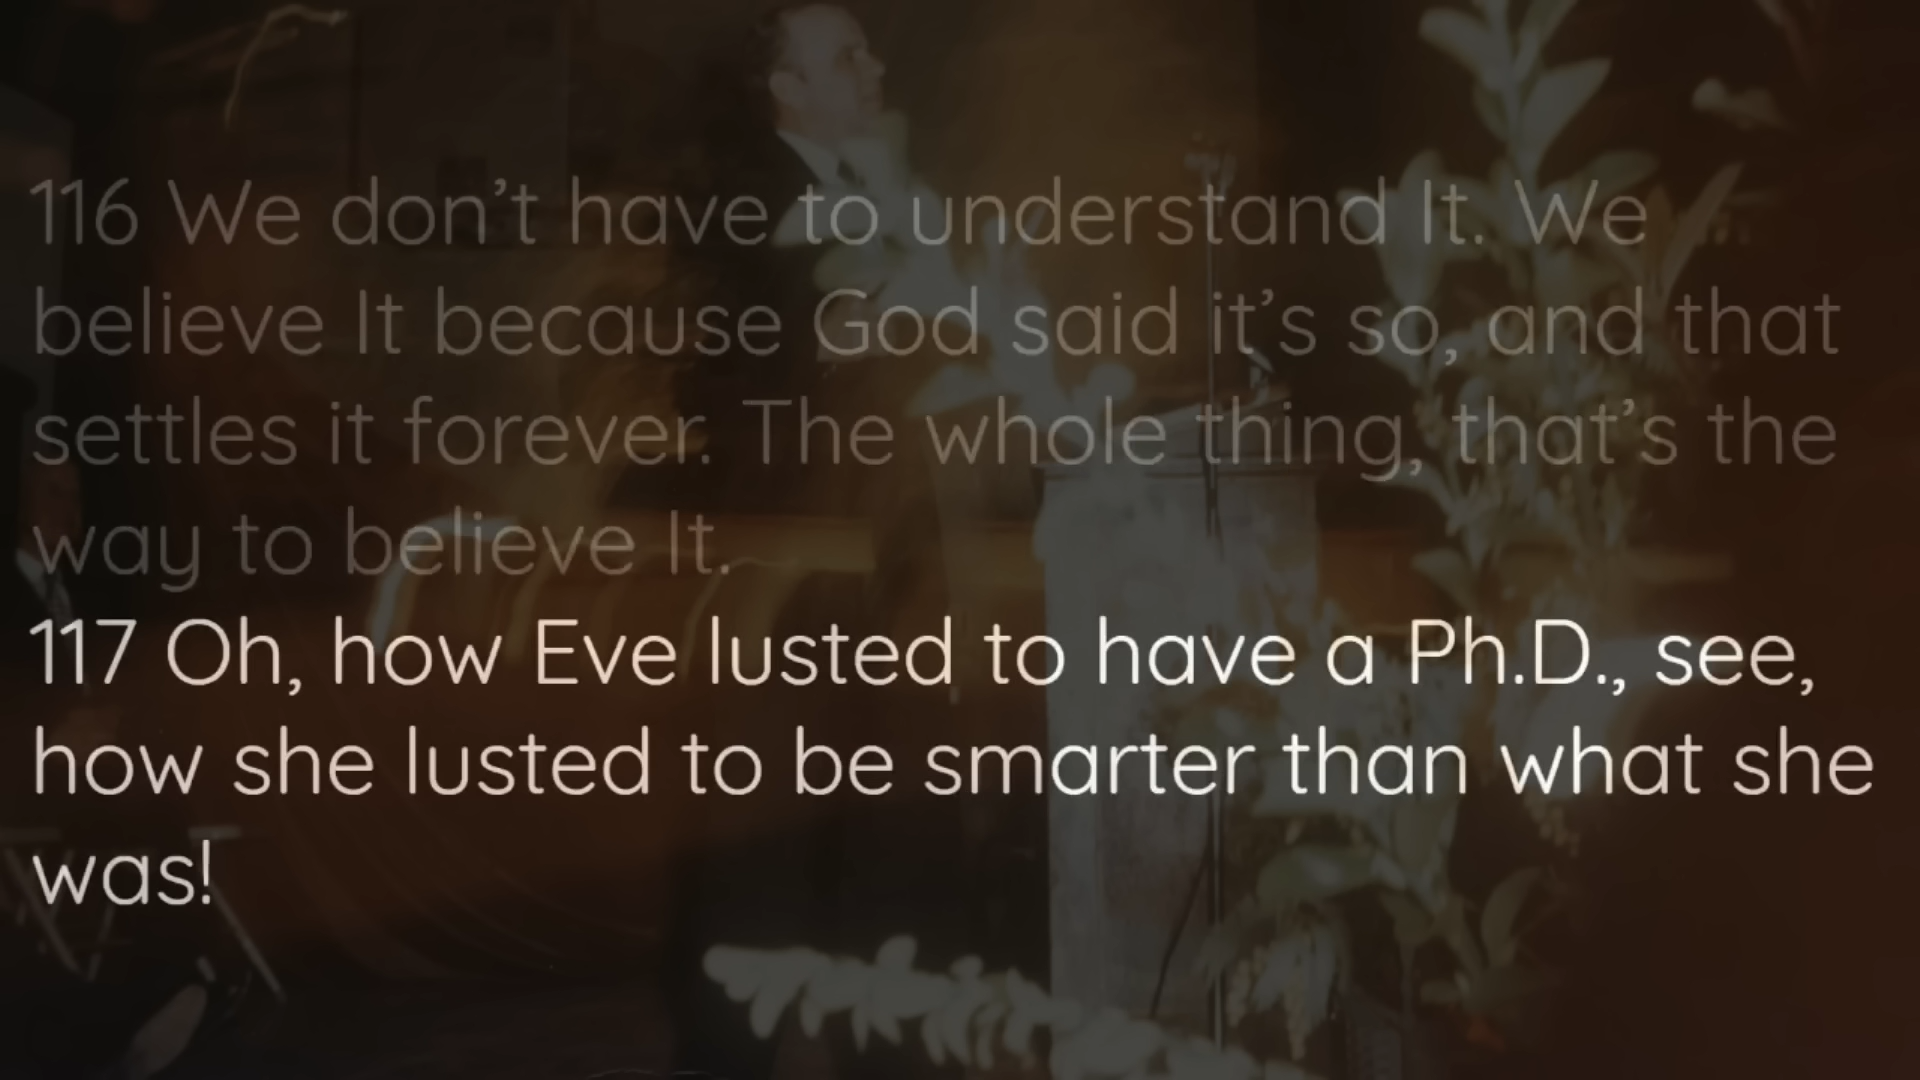 116 We don’t have to understand It. We
believe It because God said it’s so, and that
settles it forever. The whole thing, that’s the
way to believe It.
117 Oh, how Eve lusted to have a Ph.D., see,
how she lusted to be smarter than what she
was!